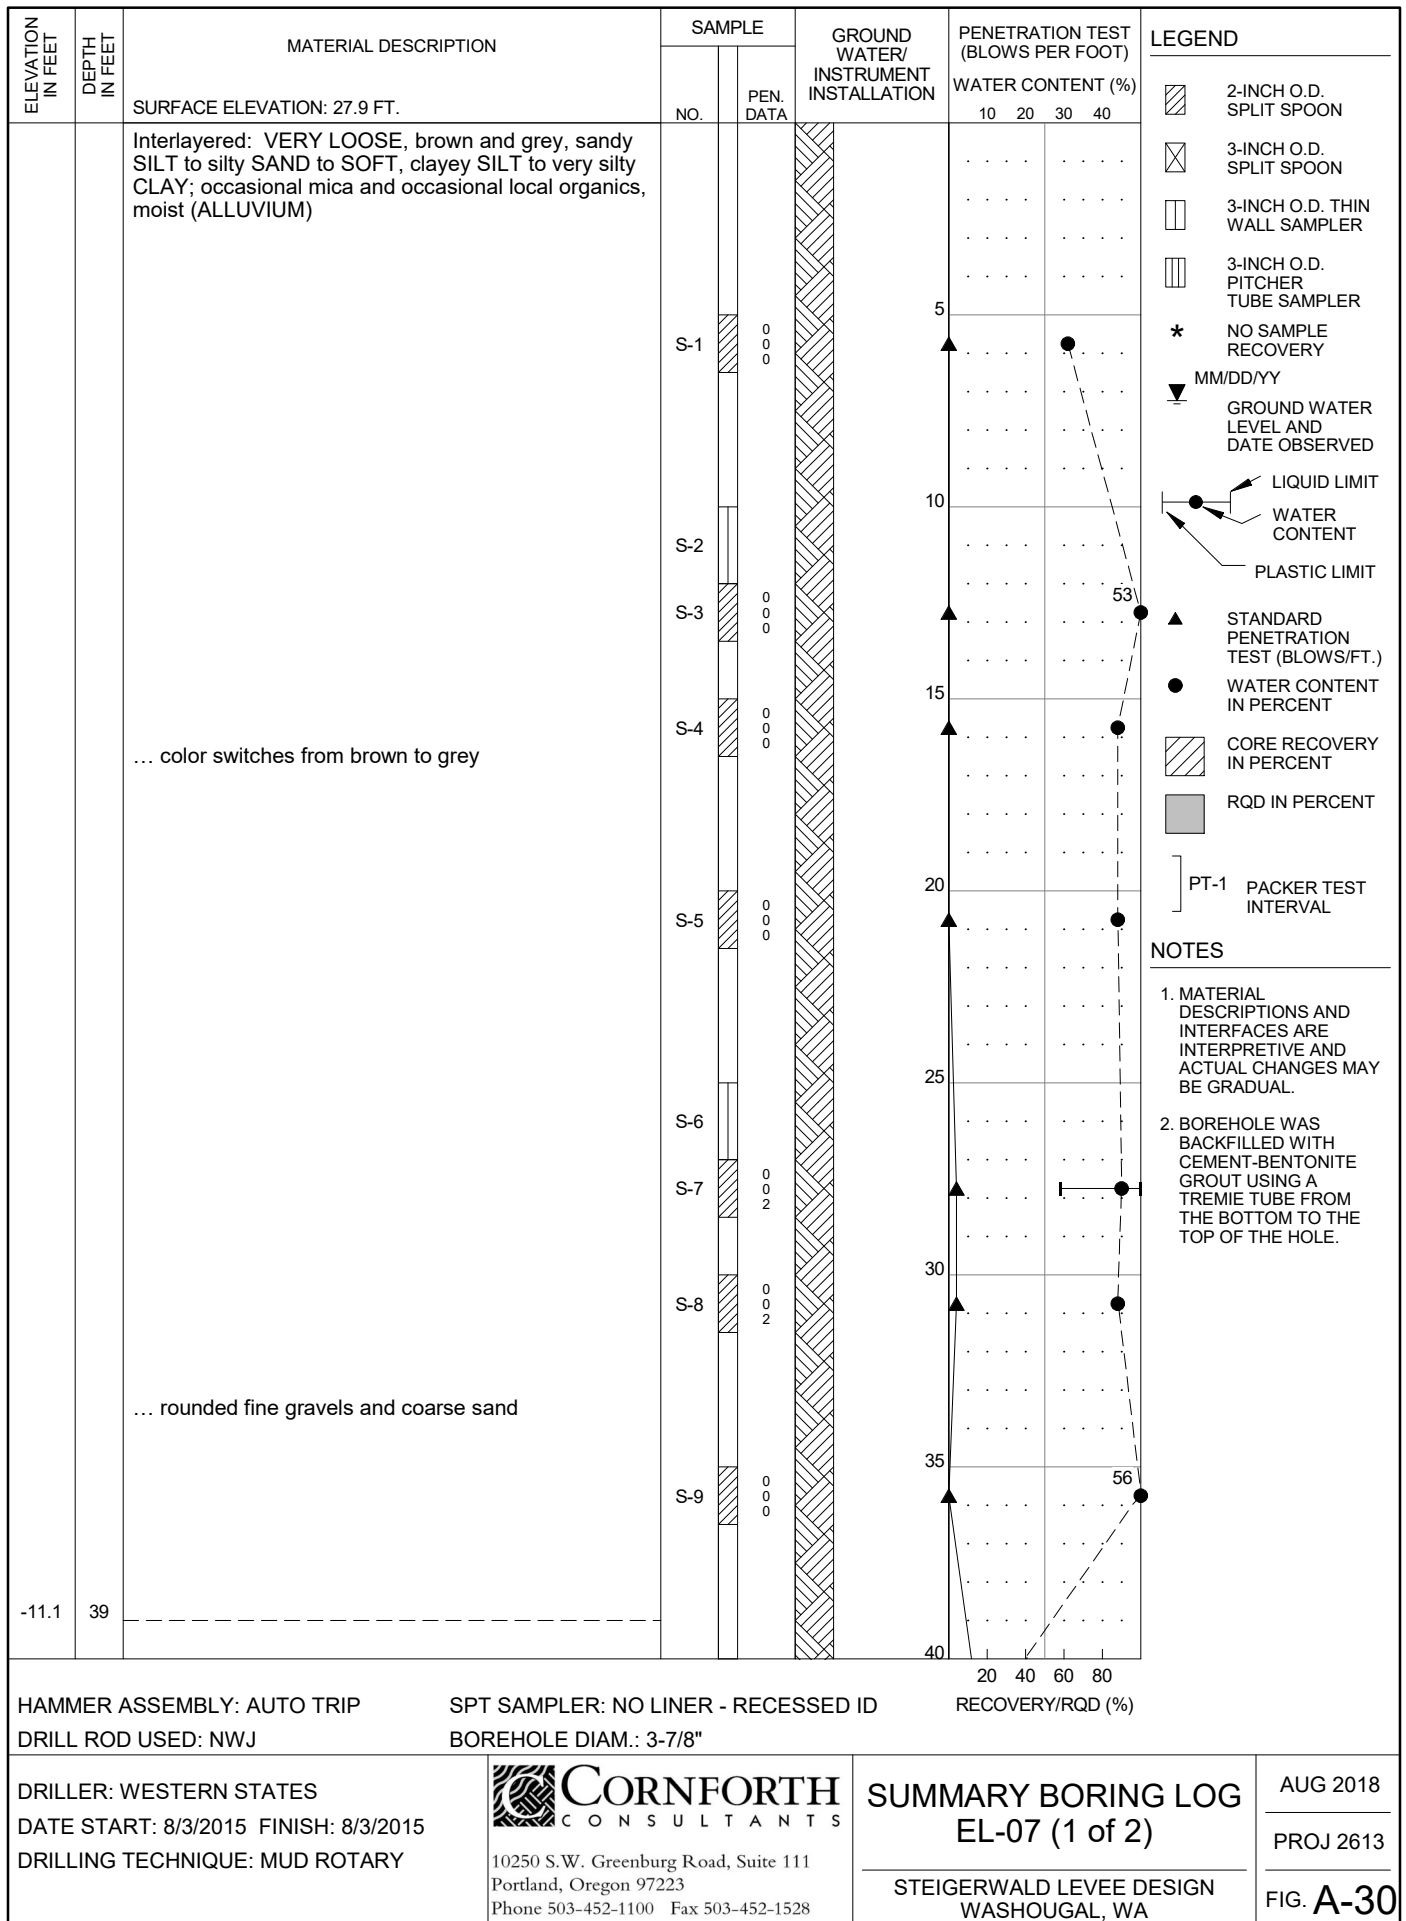 ELEVATION
IN FEET
DEPTH
IN FEET
MATERIAL DESCRIPTION
SURFACE ELEVATION: 27.9 FT.
SAMPLE
NO.
PEN.
DATA
GROUND
WATER/
INSTRUMENT
INSTALLATION
PENETRATION TEST
(BLOWS PER FOOT)
WATER CONTENT (%)
10 20 30 40
Interlayered: VERY LOOSE, brown and grey, sandy
SILT to silty SAND to SOFT, clayey SILT to very silty
CLAY; occasional mica and occasional local organics,
moist (ALLUVIUM)
5
S-1
0
0
0
10
S-2
53
S-3
0
0
0
15
S-4
0
0
0
... color switches from brown to grey
20
S-5
0
0
0
25
S-6
S-7
0
0
2
30
S-8
0
0
2
... rounded fine gravels and coarse sand
35
56
S-9
0
0
0
-11.1 39
40
20 40 60 80
RECOVERY/RQD (%)
LEGEND
2-INCH O.D.
SPLIT SPOON
3-INCH O.D.
SPLIT SPOON
3-INCH O.D. THIN
WALL SAMPLER
3-INCH O.D.
PITCHER
TUBE SAMPLER
* NO SAMPLE
RECOVERY
MM/DD/YY
GROUND WATER
LEVEL AND
DATE OBSERVED
LIQUID LIMIT
WATER
CONTENT
PLASTIC LIMIT
STANDARD
PENETRATION
TEST (BLOWS/FT.)
WATER CONTENT
IN PERCENT
CORE RECOVERY
IN PERCENT
RQD IN PERCENT
PT-1 PACKER TEST
INTERVAL
NOTES
1. MATERIAL
DESCRIPTIONS AND
INTERFACES ARE
INTERPRETIVE AND
ACTUAL CHANGES MAY
BE GRADUAL.
2. BOREHOLE WAS
BACKFILLED WITH
CEMENT-BENTONITE
GROUT USING A
TREMIE TUBE FROM
THE BOTTOM TO THE
TOP OF THE HOLE.
HAMMER ASSEMBLY: AUTO TRIP SPT SAMPLER: NO LINER - RECESSED ID
DRILL ROD USED: NWJ BOREHOLE DIAM.: 3-7/8"
DRILLER: WESTERN STATES
DATE START: 8/3/2015 FINISH: 8/3/2015
DRILLING TECHNIQUE: MUD ROTARY
CORNFORTH
CONSULTANTS
10250 S.W. Greenburg Road, Suite 111
Portland, Oregon 97223
Phone 503-452-1100 Fax 503-452-1528
SUMMARY BORING LOG
EL-07 (1 of 2)
STEIGERWALD LEVEE DESIGN
WASHOUGAL, WA
AUG 2018
PROJ 2613
FIG. A-30